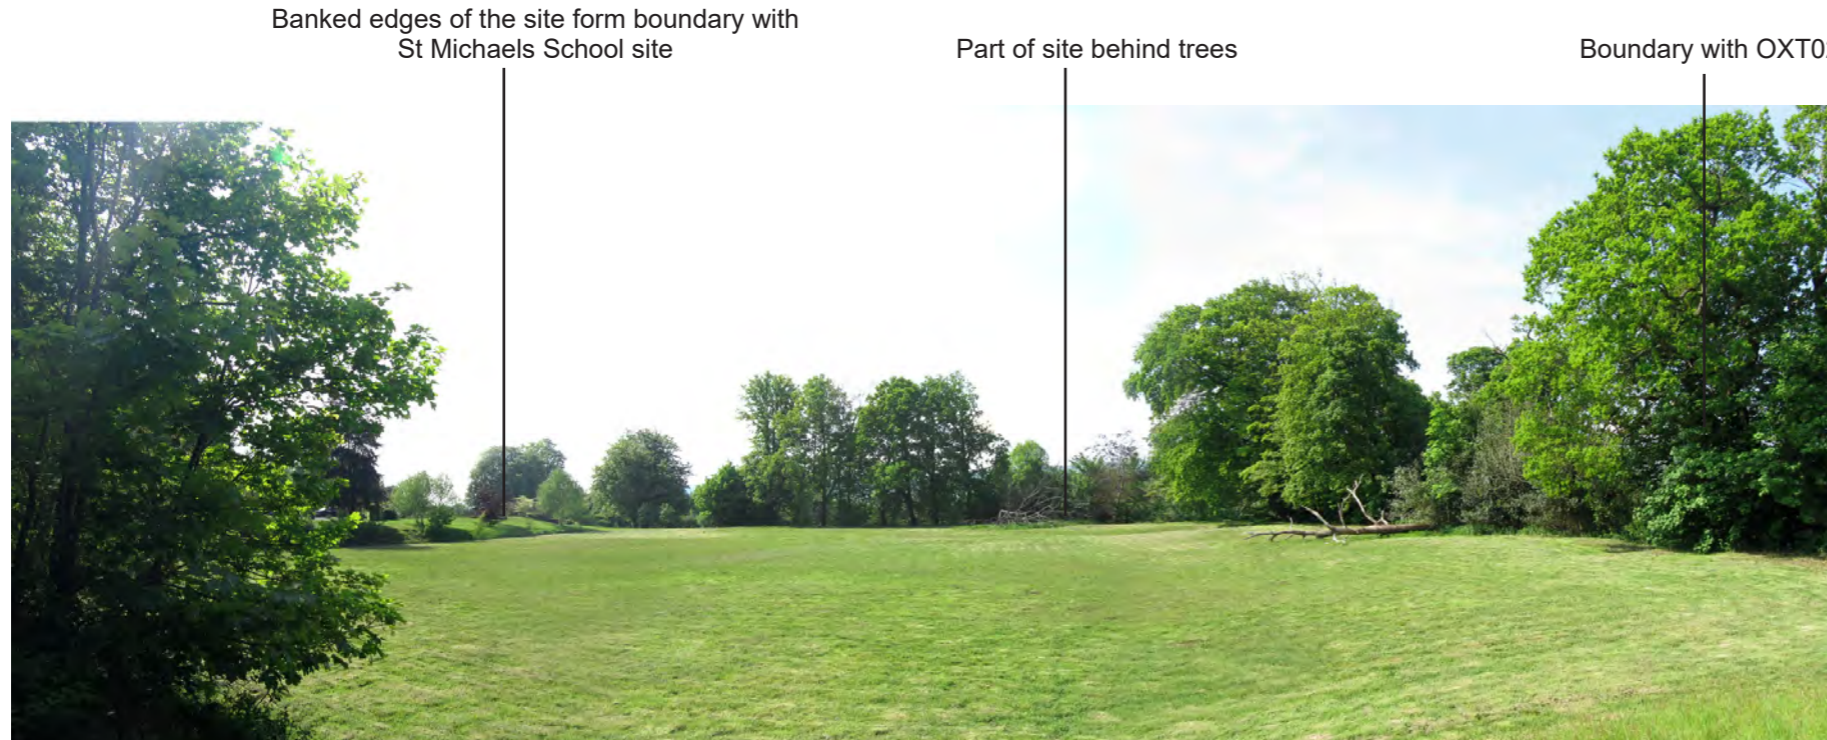 Banked edges of the site form boundary with
St Michaels School site
Part of site behind trees
Boundary with